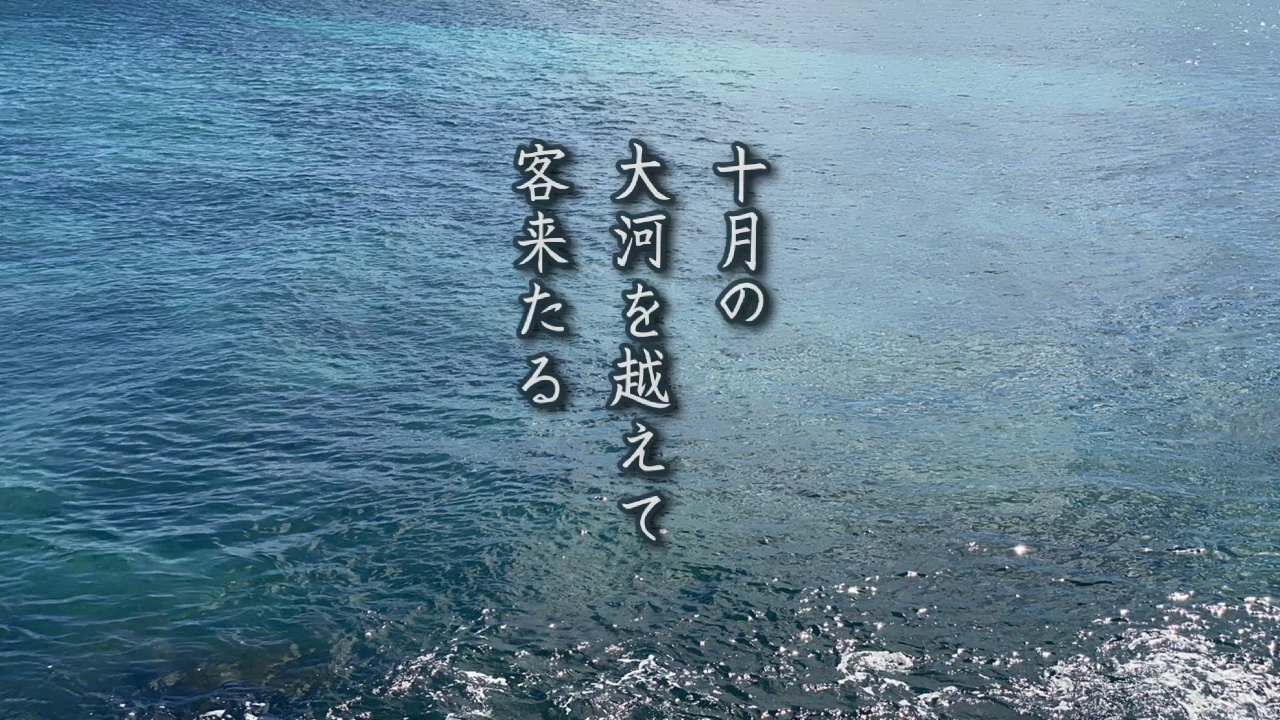 十月の
大河を越えて
客来たる